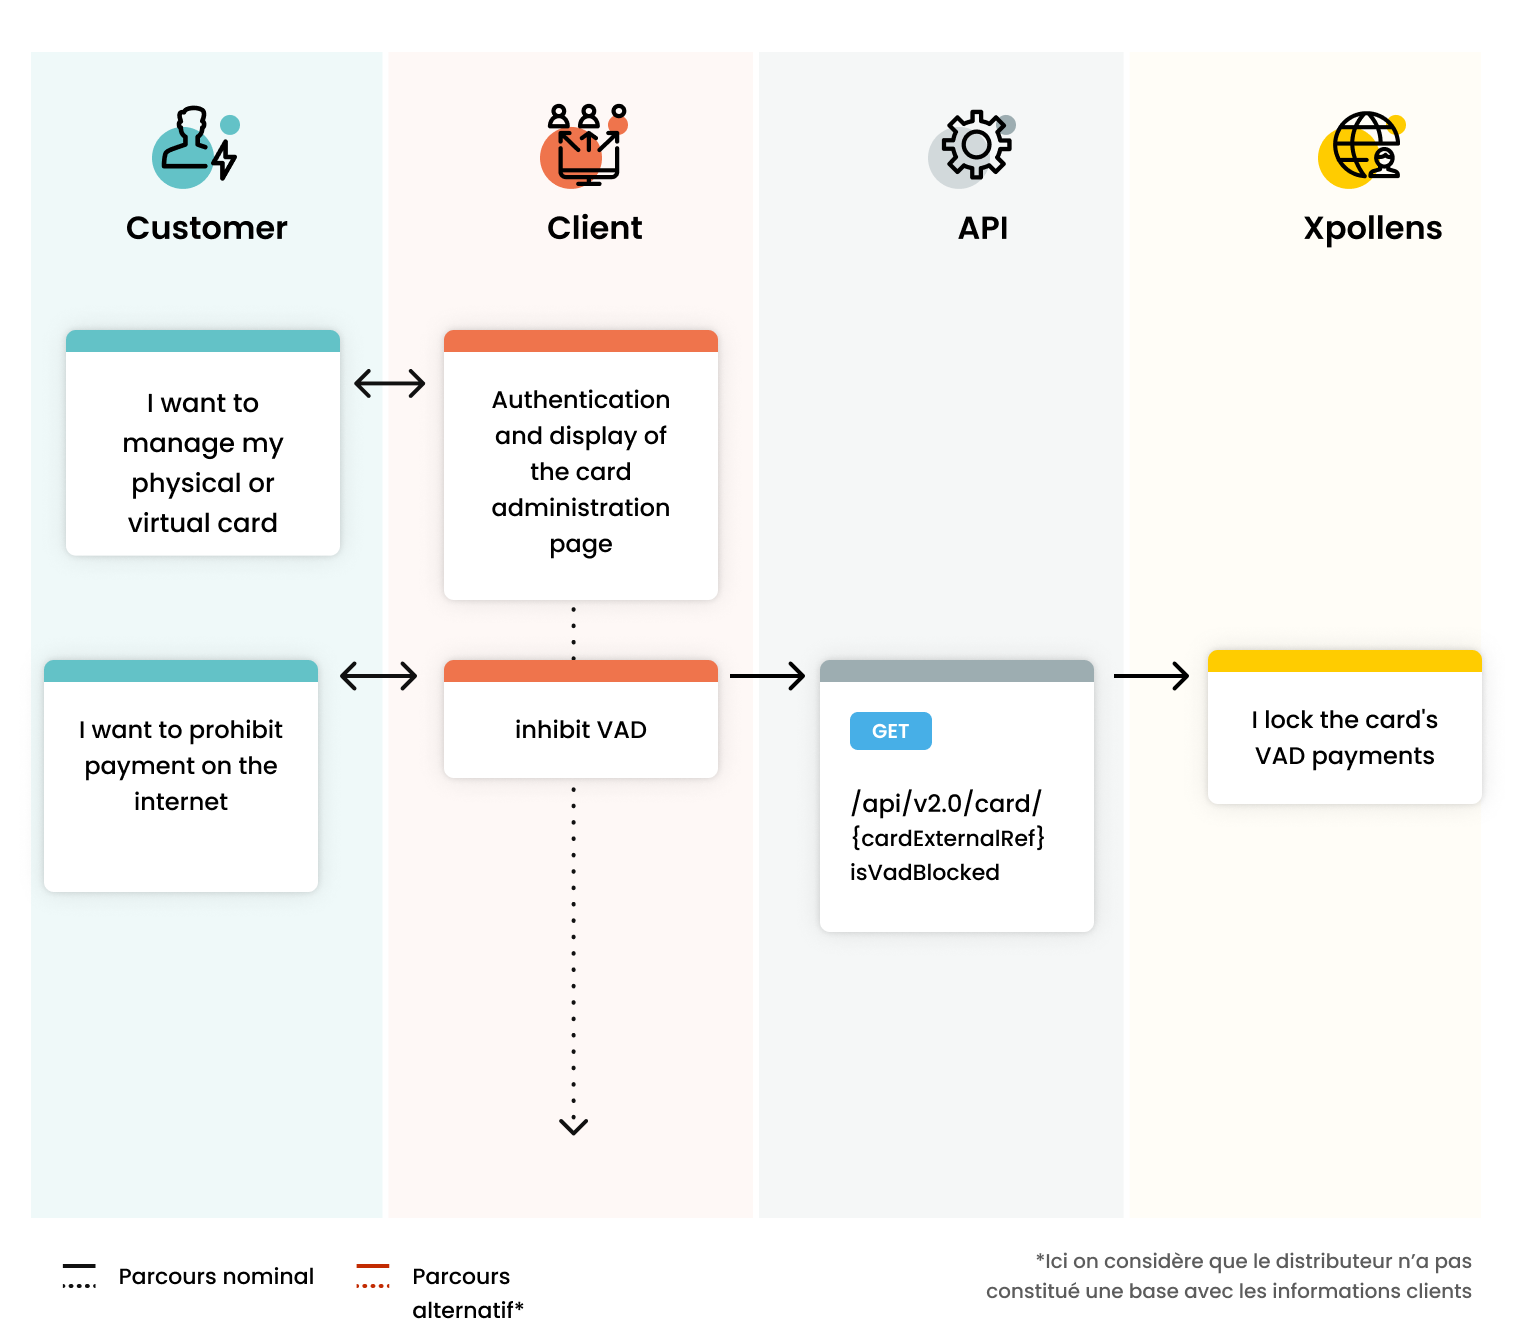 Customer
Client
API
Xpollens
I want to
manage my
physical or
virtual card
Authentication
and display of
the card
administration
page
I want to prohibit
payment on the
internet
inhibit VAD
GET
/api/v2.0/card/
{cardExternalRef}
isVadBlocked
I lock the card's
VAD payments
Parcours nominal
Parcours
alternatif*
*Ici on considère que le distributeur n’a pas
constitué une base avec les informations clients